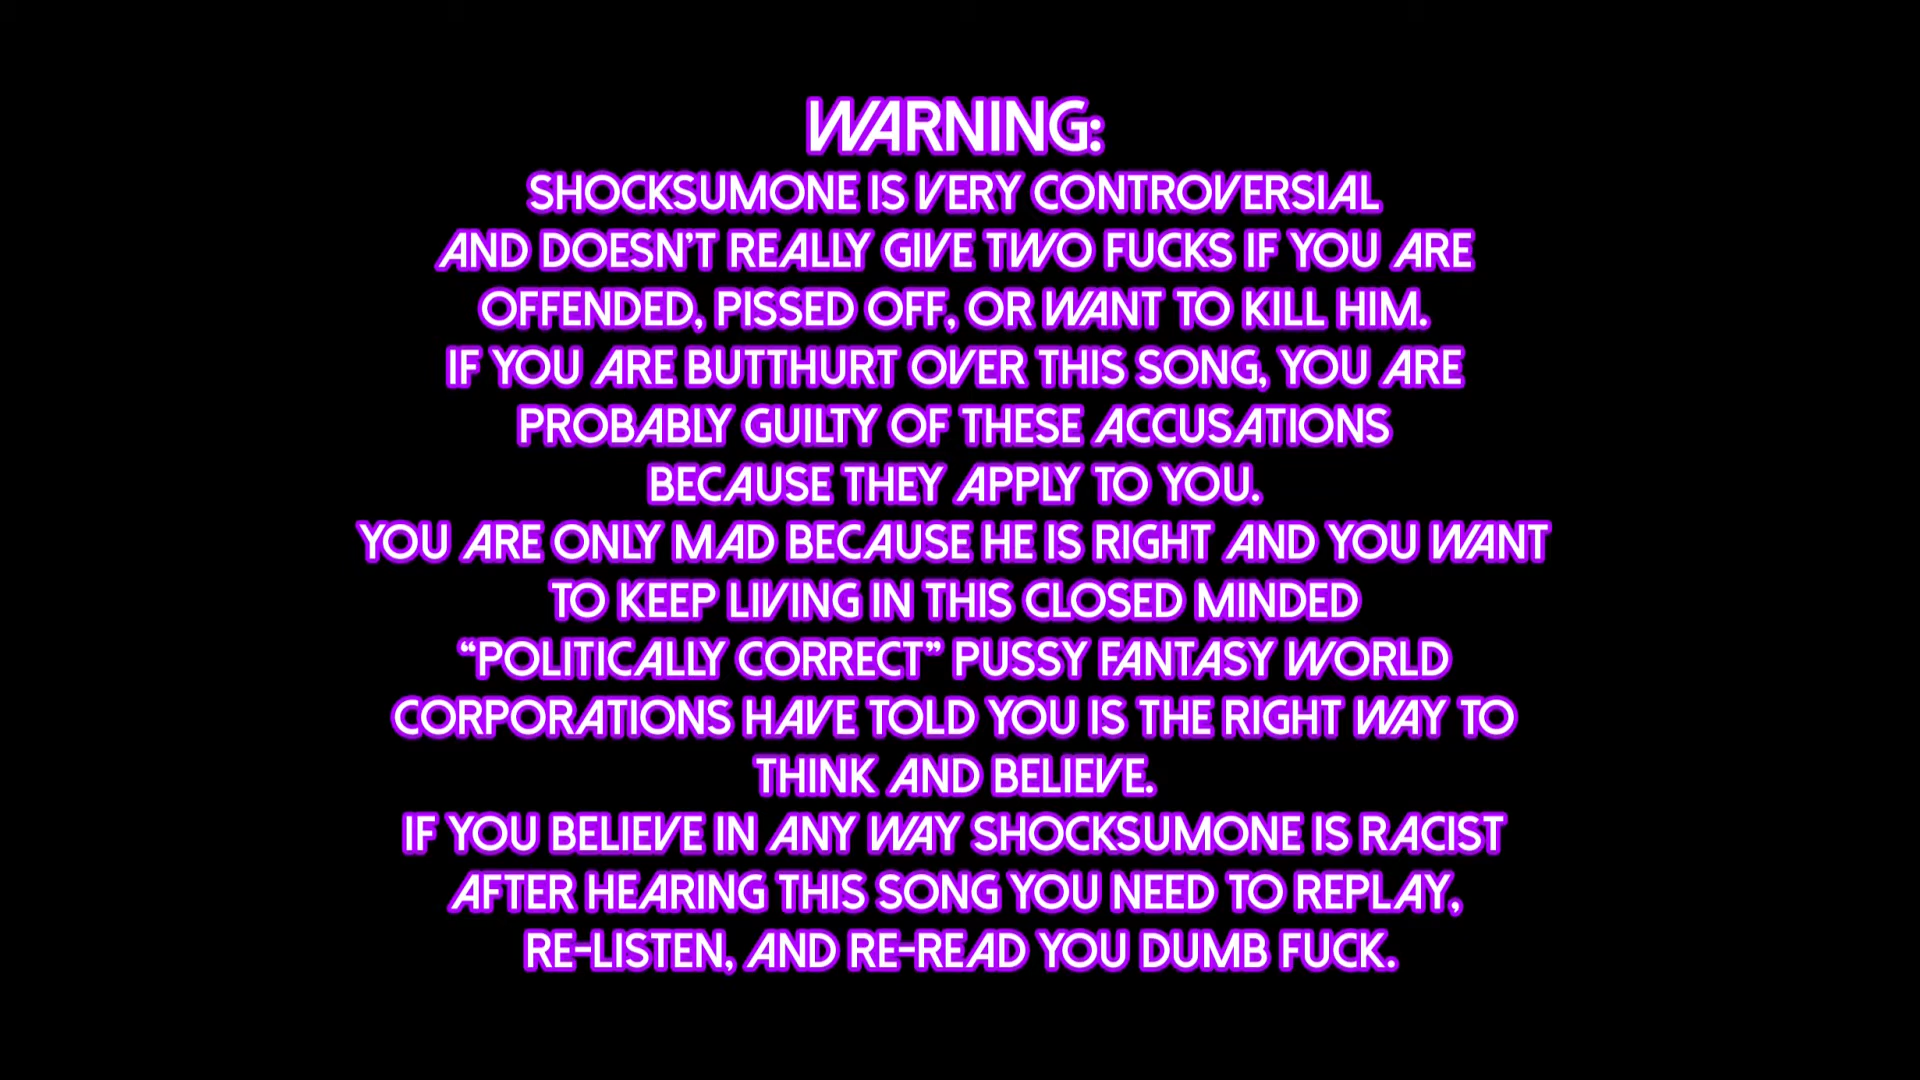 WARNING:
SHOCKSUMONE IS VERY CONTROVERSIAL
AND DOESN'T REALLY GIVE TWO FUCKS IF YOU ARE
OFFENDED, PISSED OFF, OR WANT TO KILL HIM.
IF YOU ARE BUTTHURT OVER THIS SONG, YOU ARE
PROBABLY GUILTY OF THESE ACCUSATIONS
BECAUSE THEY APPLY TO YOU.
YOU ARE ONLY MAD BECAUSE HE IS RIGHT AND YOU WANT
TO KEEP LIVING IN THIS CLOSED MINDED
“POLITICALLY CORRECT” PUSSY FANTASY WORLD
CORPORATIONS HAVE TOLD YOU IS THE RIGHT WAY TO
THINK AND BELIEVE.
IF YOU BELIEVE IN ANY WAY SHOCKSUMONE IS RACIST
AFTER HEARING THIS SONG YOU NEED TO REPLAY,
RE-LISTEN, AND RE-READ YOU DUMB FUCK.